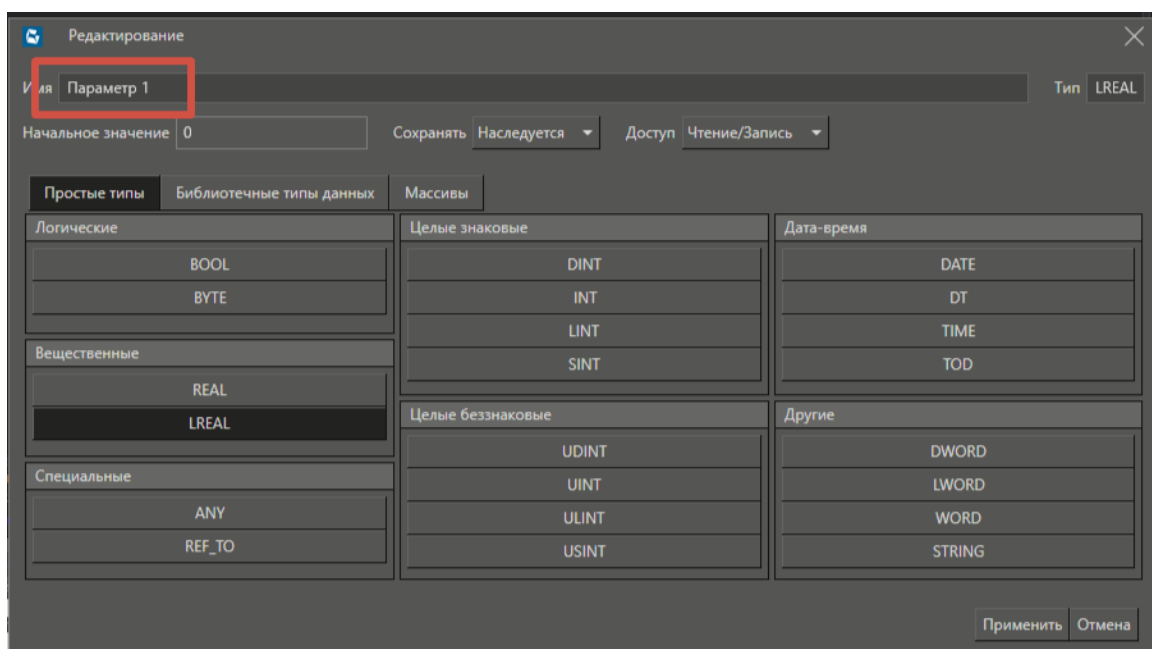 Редактирование
Имя Параметр 1 Тип LREAL
Начальное значение 0 Сохранять Наследуется Доступ Чтение/Запись
Простые типы Библиотечные типы данных Массивы
Логические
BOOL
BYTE
Вещественные
REAL
LREAL
Специальные
ANY
REF_TO
Целые знаковые
DINT
INT
LINT
SINT
Целые беззнаковые
UDINT
UINT
ULINT
USINT
Дата-время
DATE
DT
TIME
TOD
Другие
DWORD
LWORD
WORD
STRING
Применить Отмена